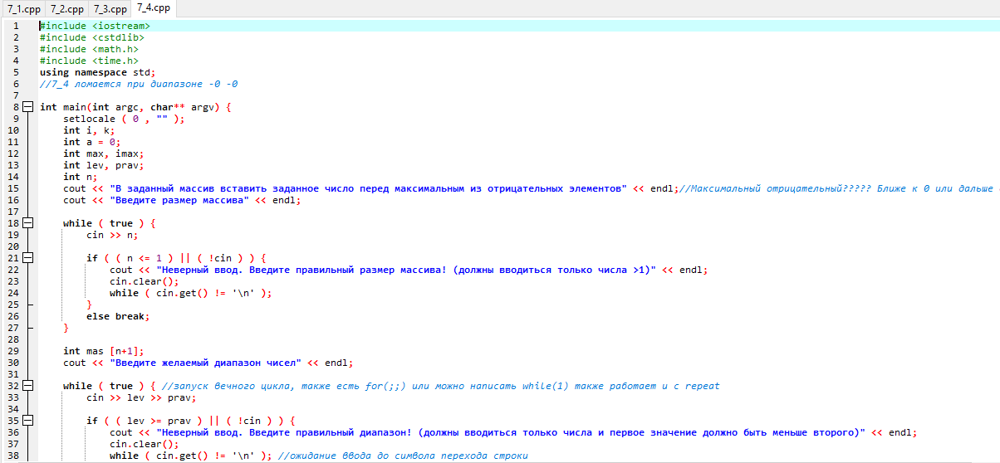 7_1.cpp 7_2.cpp 7_3.cpp 7_4.cpp
1 #include <iostream>
2 #include <cstdlib>
3 #include <math.h>
4 #include <time.h>
5 using namespace std;
6 //7_4 ломается при диапазоне -0 -0
7
8 int main(int argc, char** argv) {
9 setlocale ( 0 , "" );
10 int i, k;
11 int a = 0;
12 int max, imax;
13 int lev, prav;
14 int n;
15 cout << "В заданный массив вставить заданное число перед максимальным из отрицательных элементов" << endl;//Максимальный отрицательный????? Ближе к 0 или дальше
16 cout << "Введите размер массива" << endl;
17
18 while ( true ) {
19 cin >> n;
20
21 if ( ( n <= 1 ) || ( !cin ) ) {
22 cout << "Неверный ввод. Введите правильный размер массива! (должны вводиться только числа >1)" << endl;
23 cin.clear();
24 while ( cin.get() != '\n' );
25 }
26 else break;
27 }
28
29 int mas [n+1];
30 cout << "Введите желаемый диапазон чисел" << endl;
31
32 while ( true ) { //запуск вечного цикла, также есть for(;;) или можно написать while(1) также работает и с repeat
33 cin >> lev >> prav;
34
35 if ( ( lev >= prav ) || ( !cin ) ) {
36 cout << "Неверный ввод. Введите правильный диапазон! (должны вводиться только числа и первое значение должно быть меньше второго)" << endl;
37 cin.clear();
38 while ( cin.get() != '\n' ); //ожидание ввода до символа перехода строки